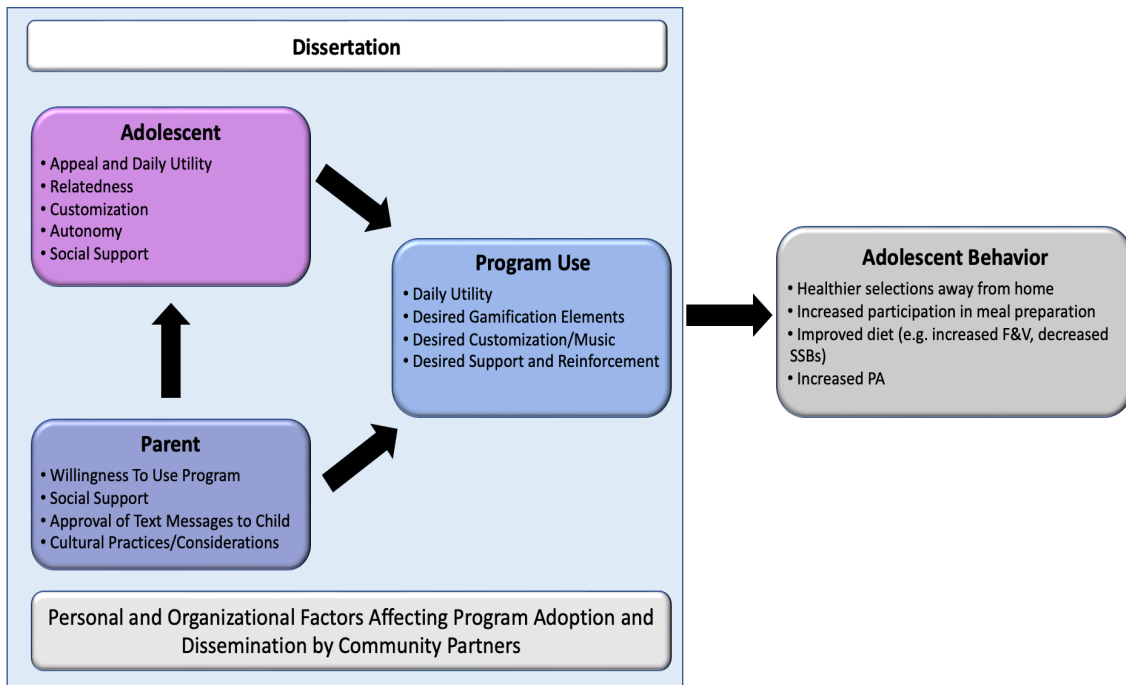 Dissertation
Adolescent
• Appeal and Daily Utility
• Relatedness
• Customization
• Autonomy
• Social Support
Program Use
• Daily Utility
• Desired Gamification Elements
• Desired Customization/Music
• Desired Support and Reinforcement
Adolescent Behavior
• Healthier selections away from home
• Increased participation in meal preparation
• Improved diet (e.g. increased F&V, decreased
SSBs)
• Increased PA
Parent
• Willingness To Use Program
• Social Support
• Approval of Text Messages to Child
• Cultural Practices/Considerations
Personal and Organizational Factors Affecting Program Adoption and
Dissemination by Community Partners